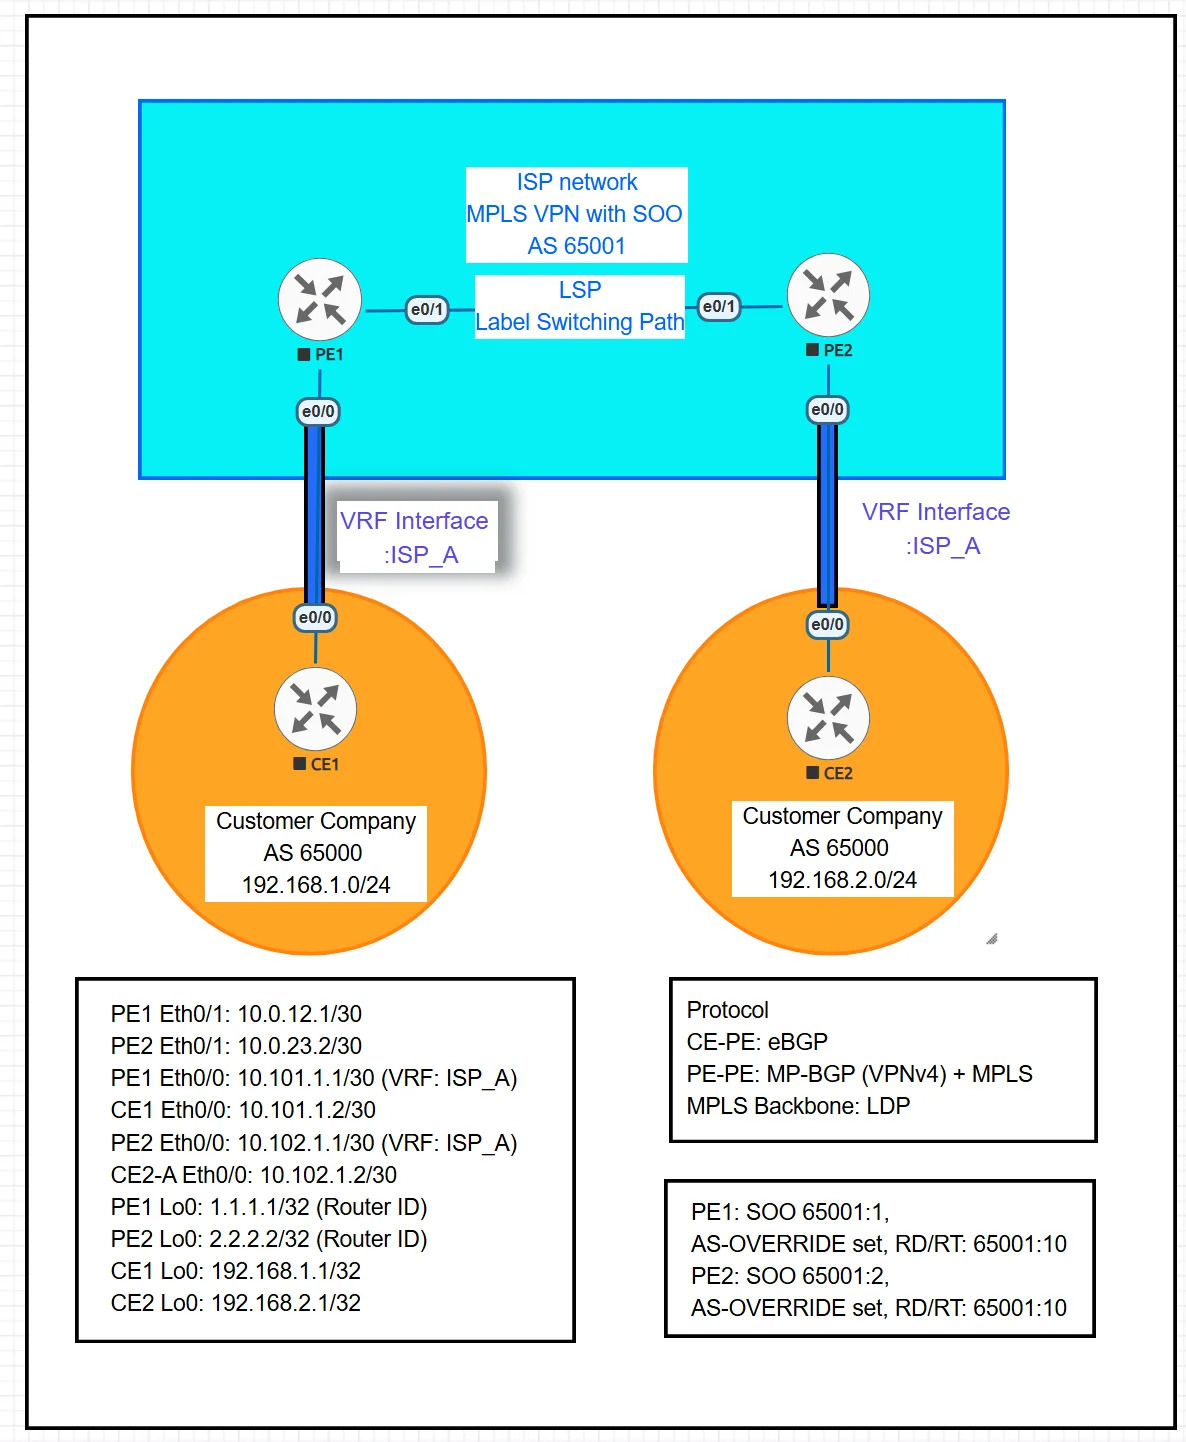 ISP network
MPLS VPN with SOO
AS 65001
LSP
Label Switching Path
e0/1
e0/1
PE1
PE2
e0/0
e0/0
VRF Interface
:ISP_A
VRF Interface
:ISP_A
e0/0
e0/0
CE1
CE2
Customer Company
AS 65000
192.168.1.0/24
Customer Company
AS 65000
192.168.2.0/24
PE1 Eth0/1: 10.0.12.1/30
PE2 Eth0/1: 10.0.23.2/30
PE1 Eth0/0: 10.101.1.1/30 (VRF: ISP_A)
CE1 Eth0/0: 10.101.1.2/30
PE2 Eth0/0: 10.102.1.1/30 (VRF: ISP_A)
CE2-A Eth0/0: 10.102.1.2/30
PE1 Lo0: 1.1.1.1/32 (Router ID)
PE2 Lo0: 2.2.2.2/32 (Router ID)
CE1 Lo0: 192.168.1.1/32
CE2 Lo0: 192.168.2.1/32
Protocol
CE-PE: eBGP
PE-PE: MP-BGP (VPNv4) + MPLS
MPLS Backbone: LDP
PE1: SOO 65001:1,
AS-OVERRIDE set, RD/RT: 65001:10
PE2: SOO 65001:2,
AS-OVERRIDE set, RD/RT: 65001:10